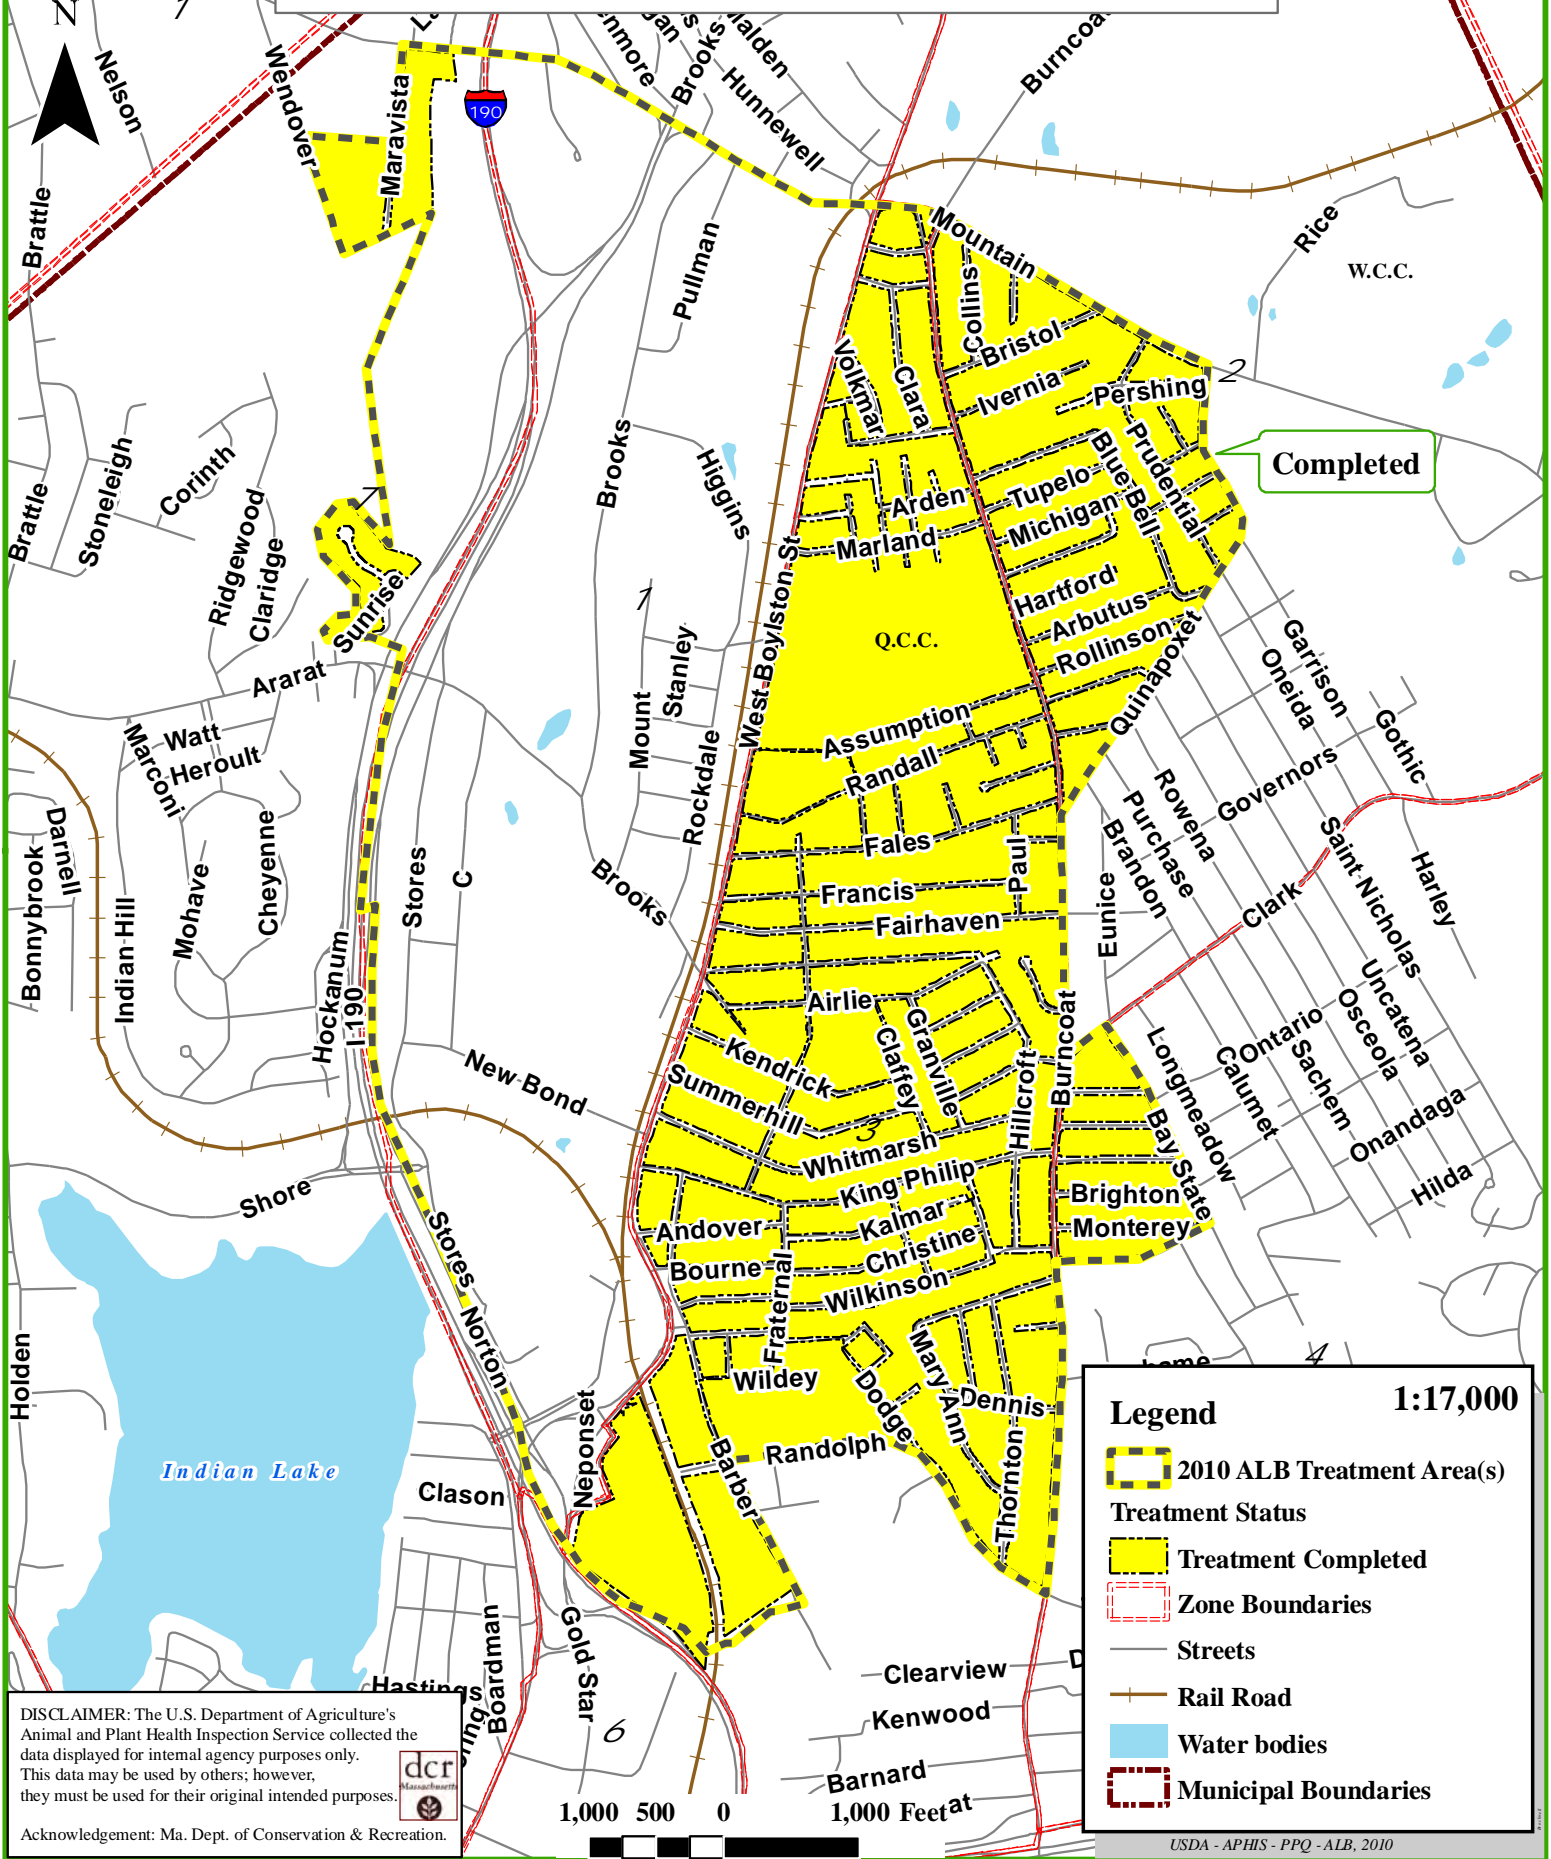 N
1
Nelson
Wendover
Maravista
190
Brooks
Hunnewell
Burncoat
Brattle
Pullman
Mountain
Rice
W.C.C.
Collins
Bristol
Volkmar
Clara
Ivernia
Pershing
2
Completed
Brattle
Stoneleigh
Corinth
Ridgewood
Claridge
7
Sunrise
Ararat
Brooks
Higgins
Arden
Marland
Tupelo
Michigan
Blue Bell
Prudential
Hartford
Arbutus
Rollinson
Quinapoxet
1
Q.C.C.
West Boylston St
Mount
Stanley
Rockdale
Assumption
Randall
Garrison
Oneida
Gothic
Governors
Watt
Heroult
Marconi
Darnell
Bonnybrook
Indian Hill
Mohave
Cheyenne
Hockanum
I-190
Stores
C
Brooks
Fales
Francis
Paul
Fairhaven
Eunice
Brandon
Purchase
Rowena
Clark
Saint Nicholas
Harley
Airlie
Granville
Claffey
Kendrick
Summerhill
Hillcroft
Burncoat
Uncatena
Osceola
Ontario
Sachem
Calumet
Longmeadow
Onandaga
Hilda
Bay State
New Bond
3
Whitmarsh
King Philip
Brighton
Monterey
Shore
Andover
Kalmar
Christine
Bourne
Fraternal
Wilkinson
Stores
Norton
Holden
Indian Lake
Wildey
Dodge
Mary Ann
Dennis
Thornton
Randolph
Barber
Neponset
Clason
4
Boardman
Gold Star
Hastings
6
Clearview
Kenwood
Barnard
Legend
1:17,000
2010 ALB Treatment Area(s)
Treatment Status
Treatment Completed
Zone Boundaries
Streets
Rail Road
Water bodies
Municipal Boundaries
USDA - APHIS - PPQ - ALB, 2010
1,000 500 0 1,000 Feet
DISCLAIMER: The U.S. Department of Agriculture's
Animal and Plant Health Inspection Service collected the
data displayed for internal agency purposes only.
This data may be used by others; however,
they must be used for their original intended purposes.
Acknowledgement: Ma. Dept. of Conservation & Recreation.
dcr
Massachusetts